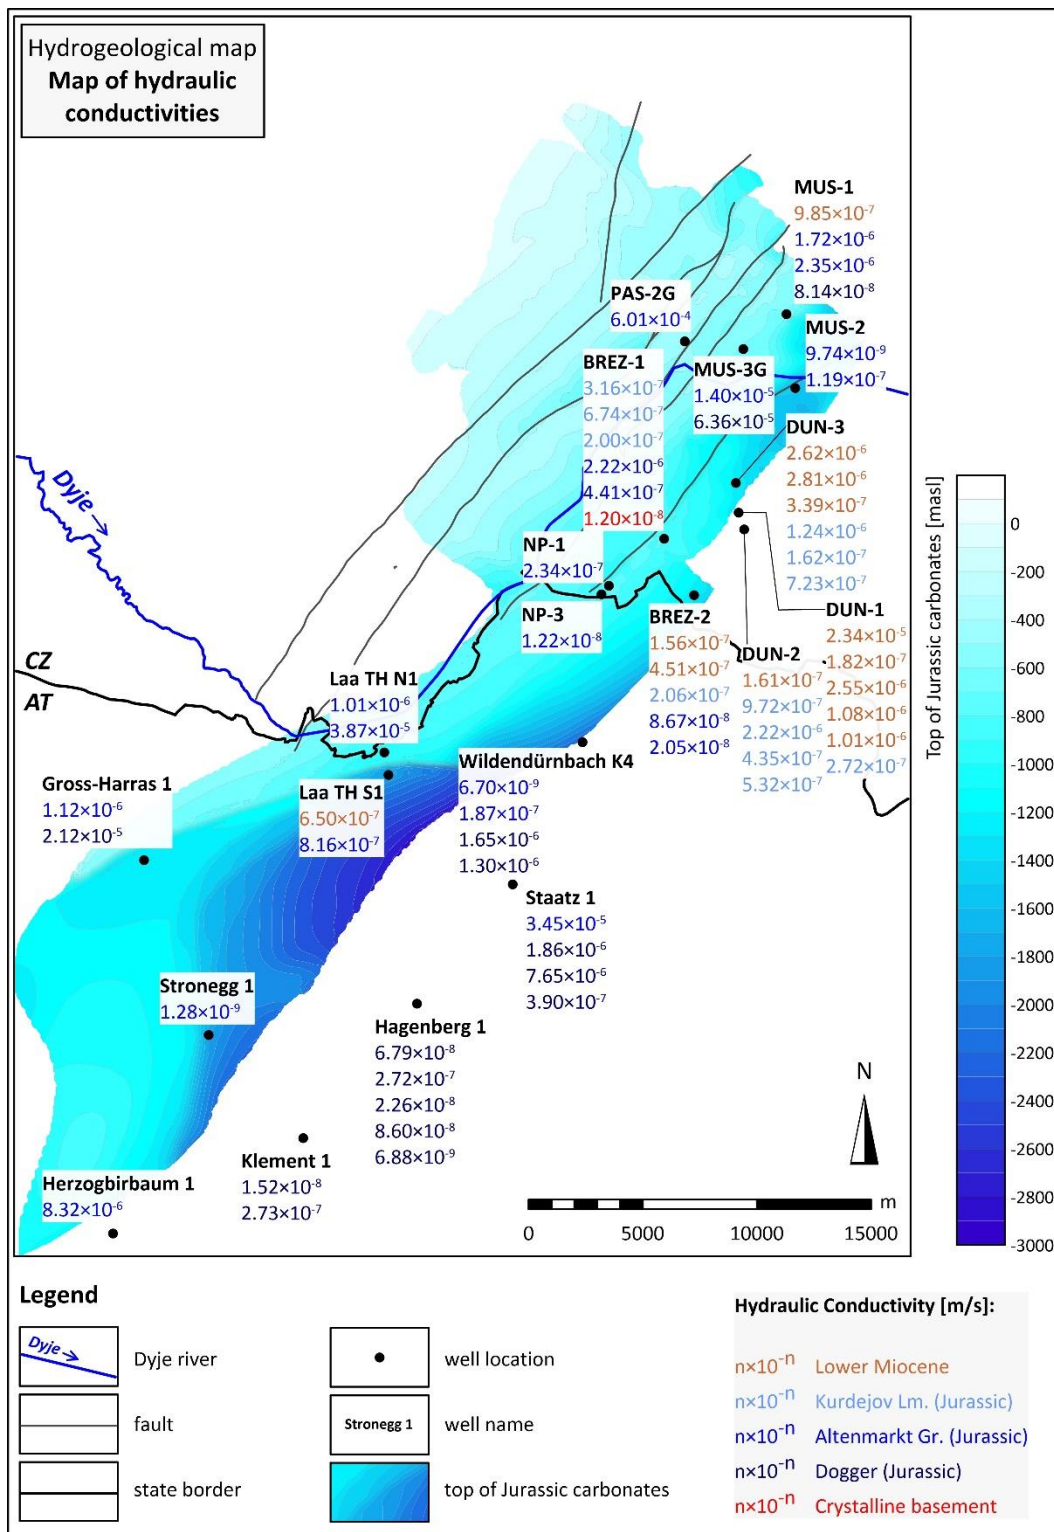 Hydrogeological map
Map of hydraulic
conductivities
MUS-1
9.85×10⁻⁷
1.72×10⁻⁶
2.35×10⁻⁶
8.14×10⁻⁸
PAS-2G
6.01×10⁻⁴
MUS-2
9.74×10⁻⁹
1.19×10⁻⁷
BREZ-1
3.16×10⁻⁷
6.74×10⁻⁷
2.00×10⁻⁷
2.22×10⁻⁶
4.41×10⁻⁷
1.20×10⁻⁸
MUS-3G
1.40×10⁻⁵
6.36×10⁻⁵
DUN-3
2.62×10⁻⁶
2.81×10⁻⁶
3.39×10⁻⁷
1.24×10⁻⁶
1.62×10⁻⁷
7.23×10⁻⁷
Dyje →
NP-1
2.34×10⁻⁷
NP-3
1.22×10⁻⁸
BREZ-2
1.56×10⁻⁷
4.51×10⁻⁷
2.06×10⁻⁷
8.67×10⁻⁸
2.05×10⁻⁸
DUN-2
1.61×10⁻⁷
9.72×10⁻⁷
2.22×10⁻⁶
4.35×10⁻⁷
5.32×10⁻⁷
DUN-1
2.34×10⁻⁵
1.82×10⁻⁷
2.55×10⁻⁶
1.08×10⁻⁶
1.01×10⁻⁶
2.72×10⁻⁷
CZ
AT
Laa TH N1
1.01×10⁻⁶
3.87×10⁻⁵
Laa TH S1
6.50×10⁻⁷
8.16×10⁻⁷
Wildendürnbach K4
6.70×10⁻⁹
1.87×10⁻⁷
1.65×10⁻⁶
1.30×10⁻⁶
Gross-Harras 1
1.12×10⁻⁶
2.12×10⁻⁵
Staatz 1
3.45×10⁻⁵
1.86×10⁻⁶
7.65×10⁻⁶
3.90×10⁻⁷
Stronegg 1
1.28×10⁻⁹
Hagenberg 1
6.79×10⁻⁸
2.72×10⁻⁷
2.26×10⁻⁸
8.60×10⁻⁸
6.88×10⁻⁹
Klement 1
1.52×10⁻⁸
2.73×10⁻⁷
Herzogbirbaum 1
8.32×10⁻⁶
N
m
0 5000 10000 15000
Top of Jurassic carbonates [masl]
0
-200
-400
-600
-800
-1000
-1200
-1400
-1600
-1800
-2000
-2200
-2400
-2600
-2800
-3000
Legend
Dyje →
Dyje river
fault
state border
well location
Stronegg 1
well name
top of Jurassic carbonates
Hydraulic Conductivity [m/s]:
n×10⁻ⁿ Lower Miocene
n×10⁻ⁿ Kurdejov Lm. (Jurassic)
n×10⁻ⁿ Altenmarkt Gr. (Jurassic)
n×10⁻ⁿ Dogger (Jurassic)
n×10⁻ⁿ Crystalline basement